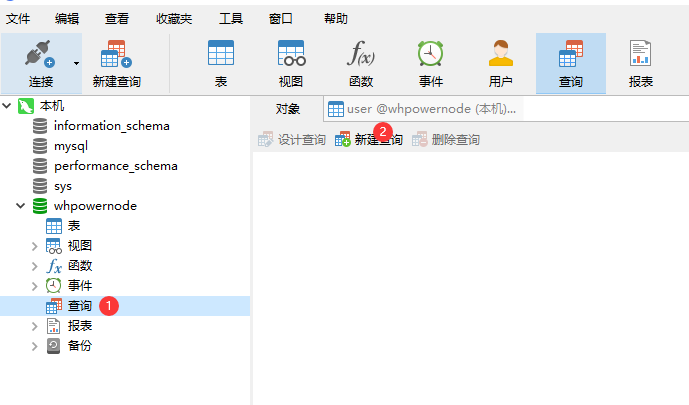 文件 编辑 查看 收藏夹 工具 窗口 帮助
f(x)
连接 新建查询 表 视图 函数 事件 用户 查询 报表
本机
对象 user @whpowernode (本机)...
information_schema
2
设计查询 新建查询 删除查询
mysql
performance_schema
sys
whpowernode
表
视图
fx 函数
事件
查询 1
报表
备份